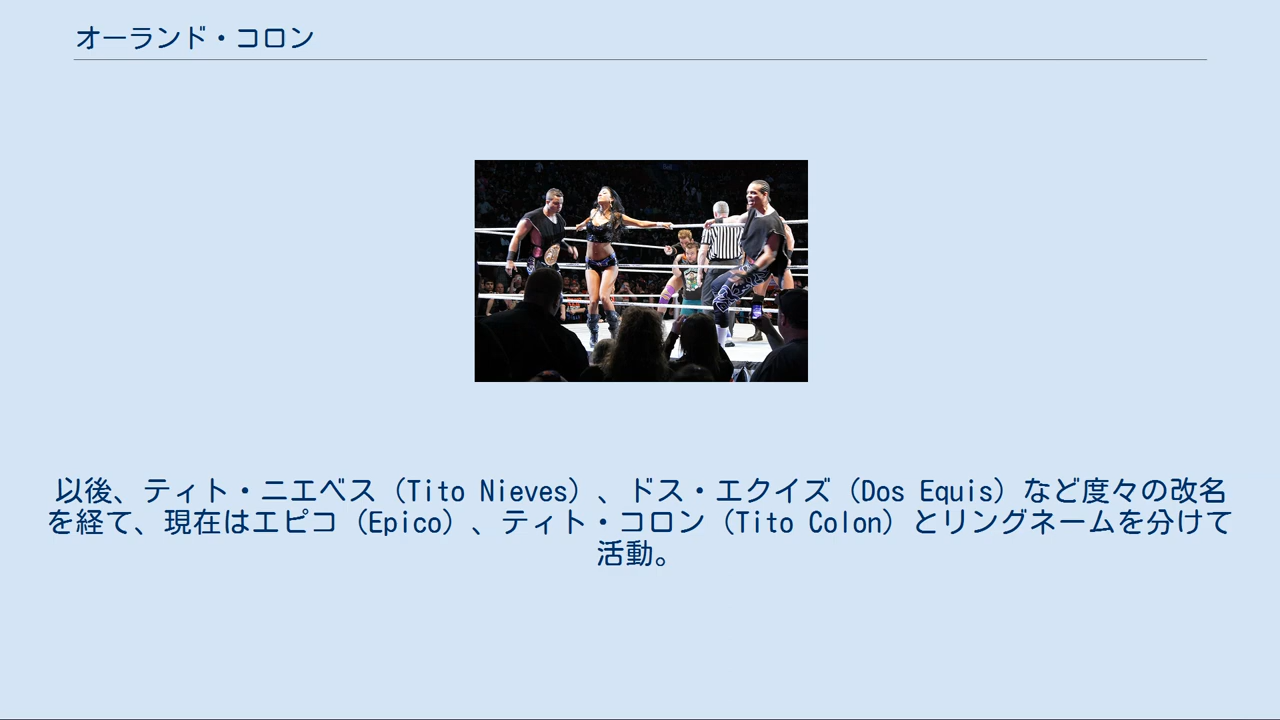 オーランド・コロン
以後、ティト・ニエベス（Tito Nieves）、ドス・エクイズ（Dos Equis）など度々の改名
を経て、現在はエピコ（Epico）、ティト・コロン（Tito Colon）とリングネームを分けて
活動。